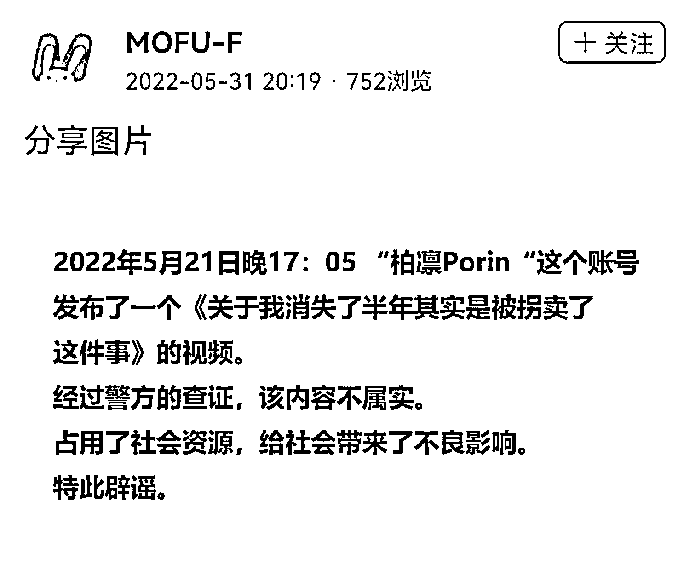 MOFU-F
+ 关注
2022-05-31 20:19 · 752浏览
分享图片
2022年5月21日晚17：05 “柏凛Porin “这个账号
发布了一个《关于我消失了半年其实是被拐卖了
这件事》的视频。
经过警方的查证，该内容不属实。
占用了社会资源，给社会带来了不良影响。
特此辟谣。